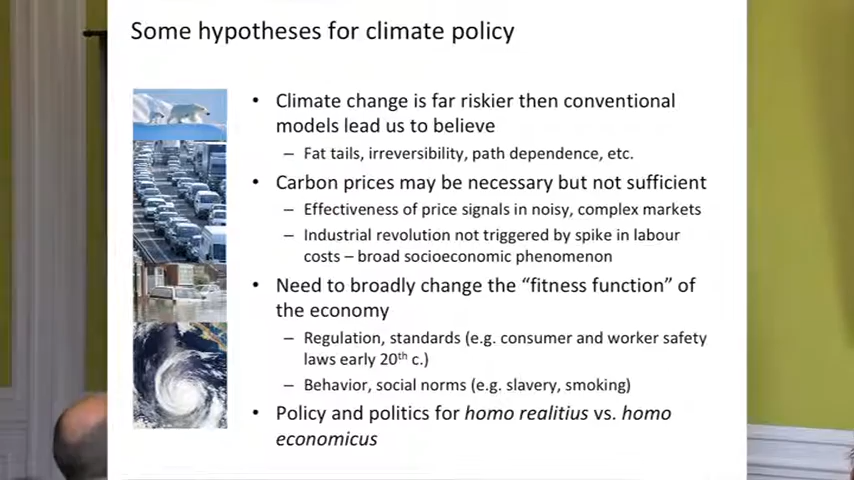 Some hypotheses for climate policy
• Climate change is far riskier then conventional
models lead us to believe
– Fat tails, irreversibility, path dependence, etc.
• Carbon prices may be necessary but not sufficient
– Effectiveness of price signals in noisy, complex markets
– Industrial revolution not triggered by spike in labour
costs – broad socioeconomic phenomenon
• Need to broadly change the “fitness function” of
the economy
– Regulation, standards (e.g. consumer and worker safety
laws early 20th c.)
– Behavior, social norms (e.g. slavery, smoking)
• Policy and politics for homo realitius vs. homo
economicus